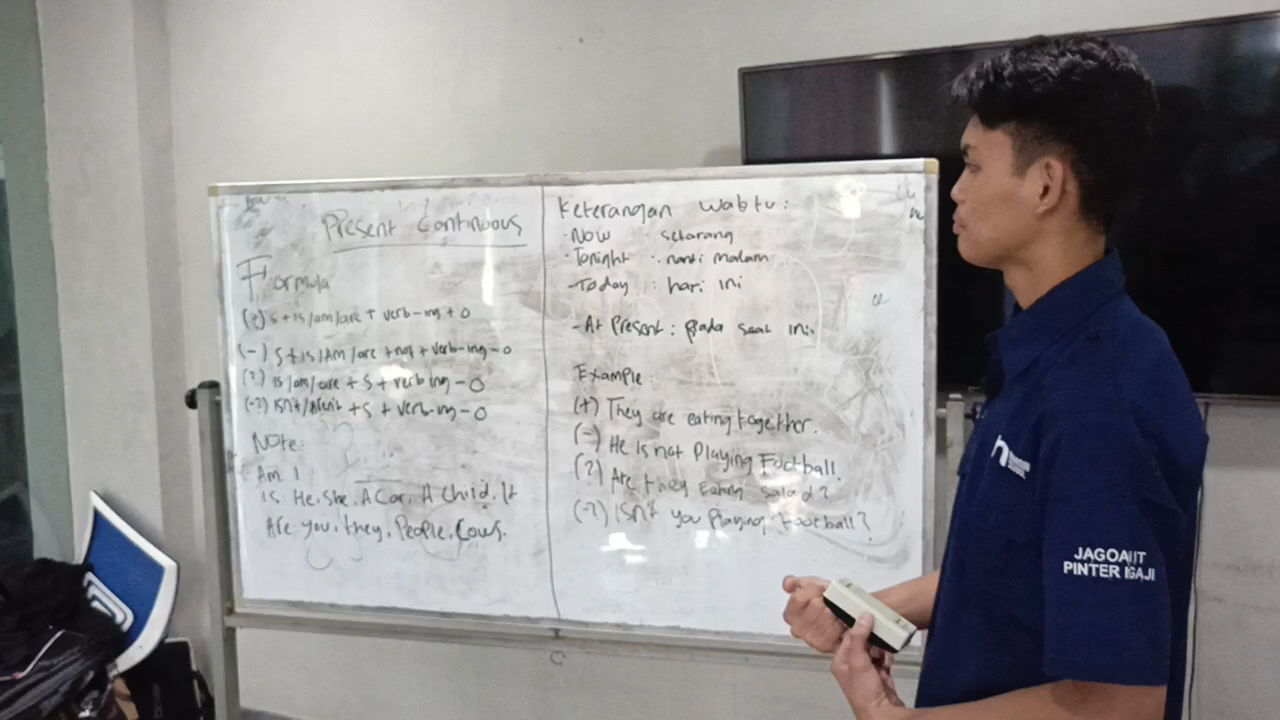 Present Continuous
Formula
(+) S + is/am/are + verb-ing + O
(-) S + is/Am/are + not + verb-ing - O
(?) is/am/are + S + verb ing - O
(-?) isn't/Aren't + S + verb-ing - O
Note:
Am: I
is: He, She, A Car, A Child, It
Are: you, they, People, Cows.
Keterangan Waktu:
- Now : sekarang
- Tonight : nanti malam
- Today : hari ini
- At Present : pada saat ini.
Example:
(+) They are eating together.
(-) He is not Playing Football.
(?) Are they Eating Salad?
(-?) isn't you Playing Football?
JAGO IT
PINTER NGAJI